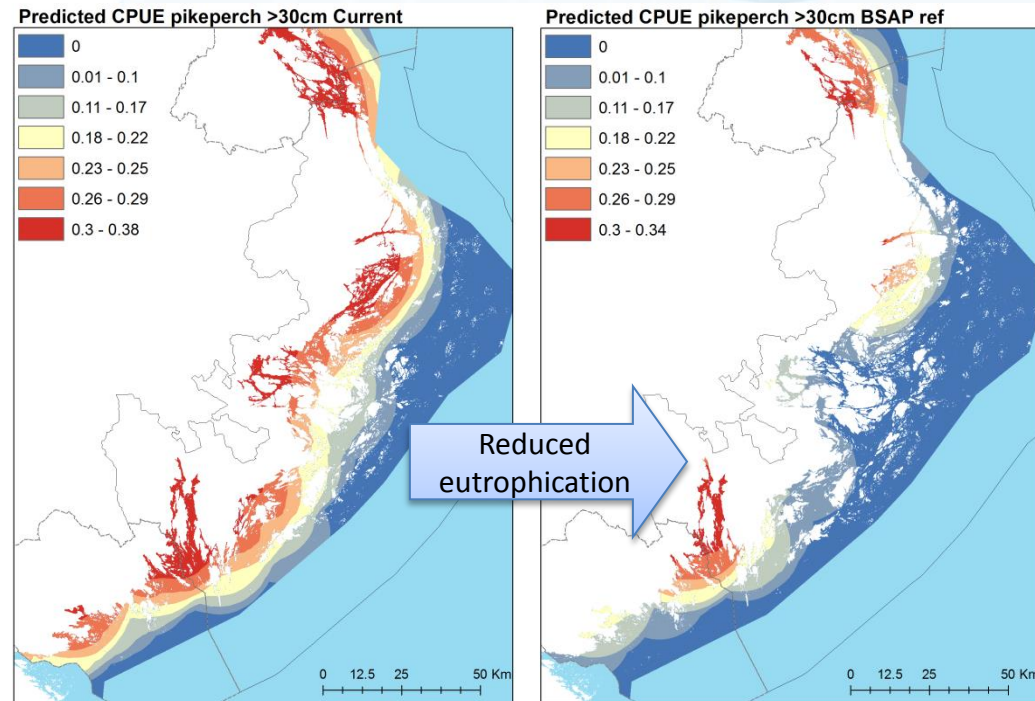 Predicted CPUE pikeperch >30cm Current
0
0.01 - 0.1
0.11 - 0.17
0.18 - 0.22
0.23 - 0.25
0.26 - 0.29
0.3 - 0.38
0 12.5 25 50 Km
Reduced
eutrophication
Predicted CPUE pikeperch >30cm BSAP ref
0
0.01 - 0.1
0.11 - 0.17
0.18 - 0.22
0.23 - 0.25
0.26 - 0.29
0.3 - 0.34
0 12.5 25 50 Km